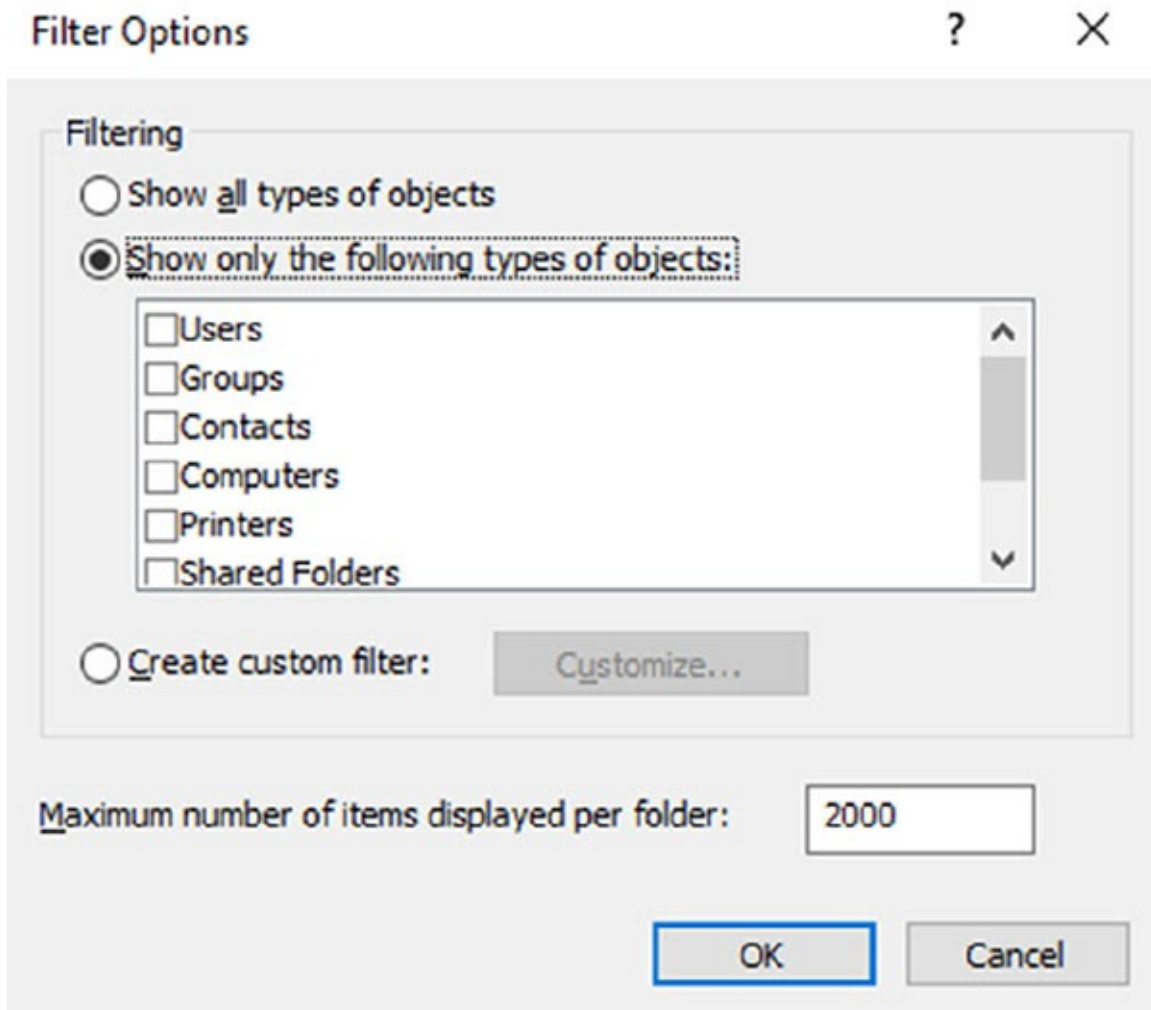 Filter Options ?
Filtering
Show all types of objects
Show only the following types of objects:
Users
Groups
Contacts
Computers
Printers
Shared Folders
Create custom filter: Customize...
Maximum number of items displayed per folder: 2000
OK Cancel